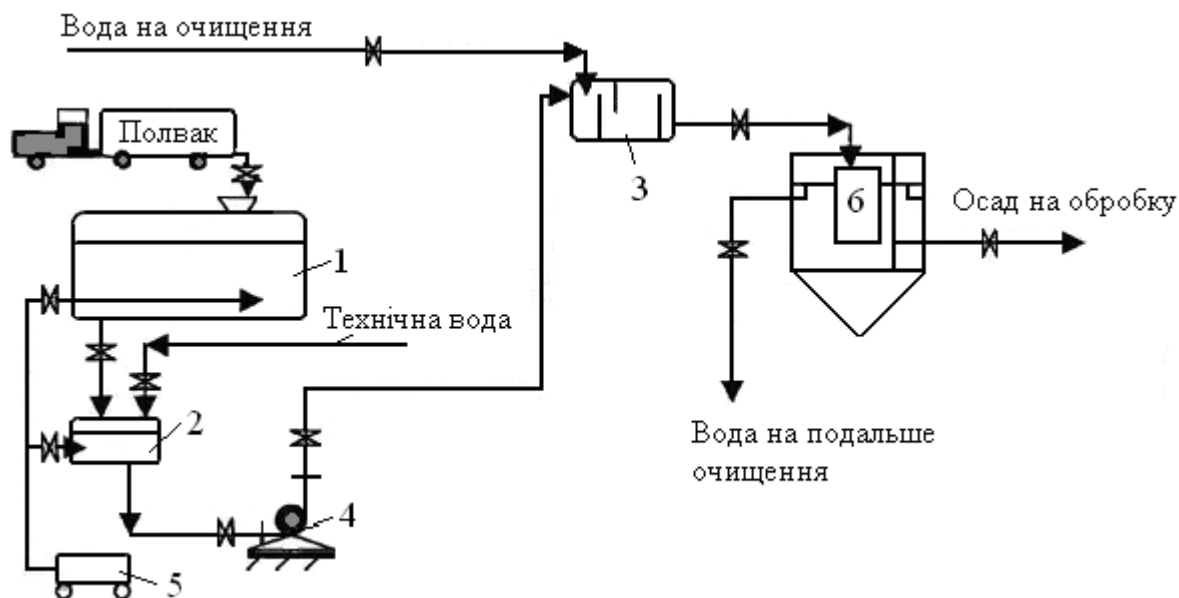 Вода на очищення
Полвак
3
6
Осад на обробку
1
Технічна вода
2
Вода на подальше
очищення
4
5